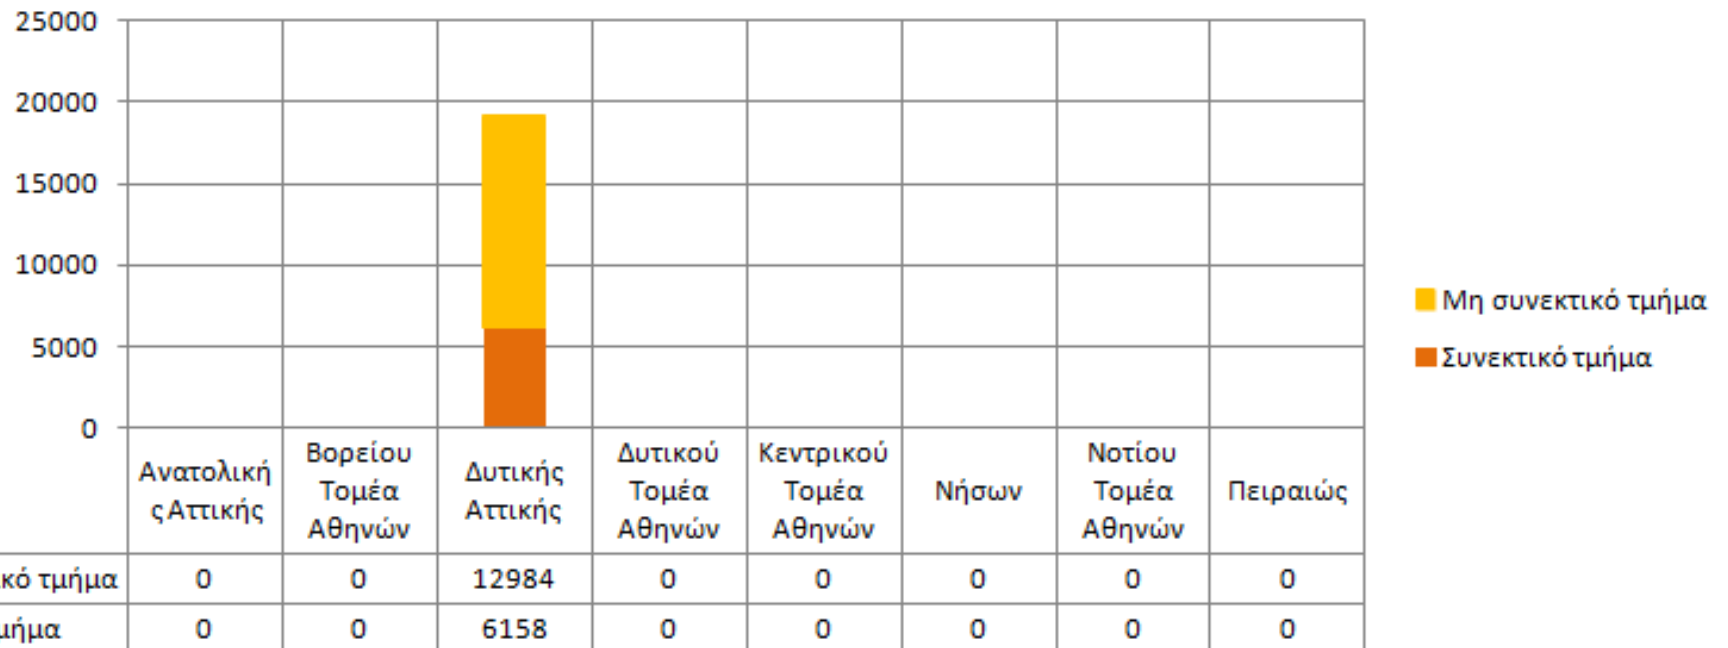 25000
20000
15000
10000
5000
0
Μη συνεκτικό τμήμα
Συνεκτικό τμήμα
Ανατολική
ς Αττικής
Βορείου
Τομέα
Αθηνών
Δυτικής
Αττικής
Δυτικού
Τομέα
Αθηνών
Κεντρικού
Τομέα
Αθηνών
Νήσων
Νοτίου
Τομέα
Αθηνών
Πειραιώς
κό τμήμα 0 0 12984 0 0 0 0 0
μήμα 0 0 6158 0 0 0 0 0